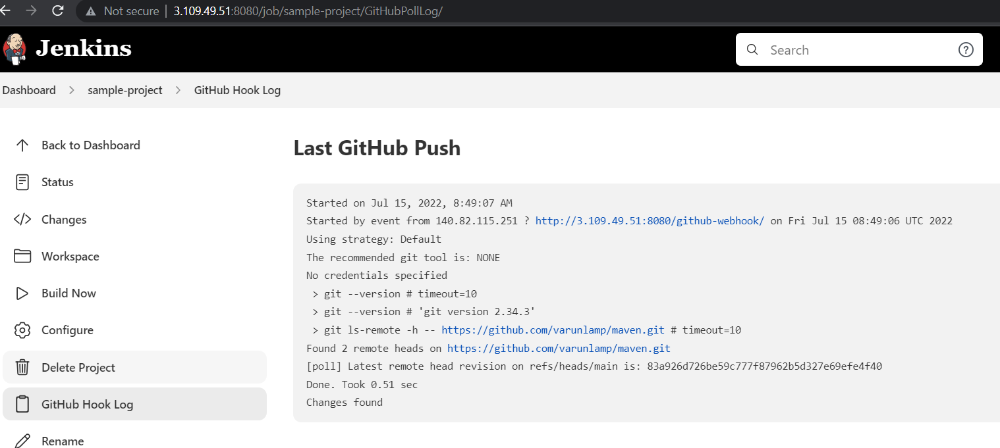 Not secure | 3.109.49.51:8080/job/sample-project/GitHubPollLog/
Jenkins
Search
Dashboard > sample-project > GitHub Hook Log
Back to Dashboard
Status
Changes
Workspace
Build Now
Configure
Delete Project
GitHub Hook Log
Rename
Last GitHub Push
Started on Jul 15, 2022, 8:49:07 AM
Started by event from 140.82.115.251 ? http://3.109.49.51:8080/github-webhook/ on Fri Jul 15 08:49:06 UTC 2022
Using strategy: Default
The recommended git tool is: NONE
No credentials specified
> git --version # timeout=10
> git --version # 'git version 2.34.3'
> git ls-remote -h -- https://github.com/varunlamp/maven.git # timeout=10
Found 2 remote heads on https://github.com/varunlamp/maven.git
[poll] Latest remote head revision on refs/heads/main is: 83a926d726be59c777f87962b5d327e69efe4f40
Done. Took 0.51 sec
Changes found